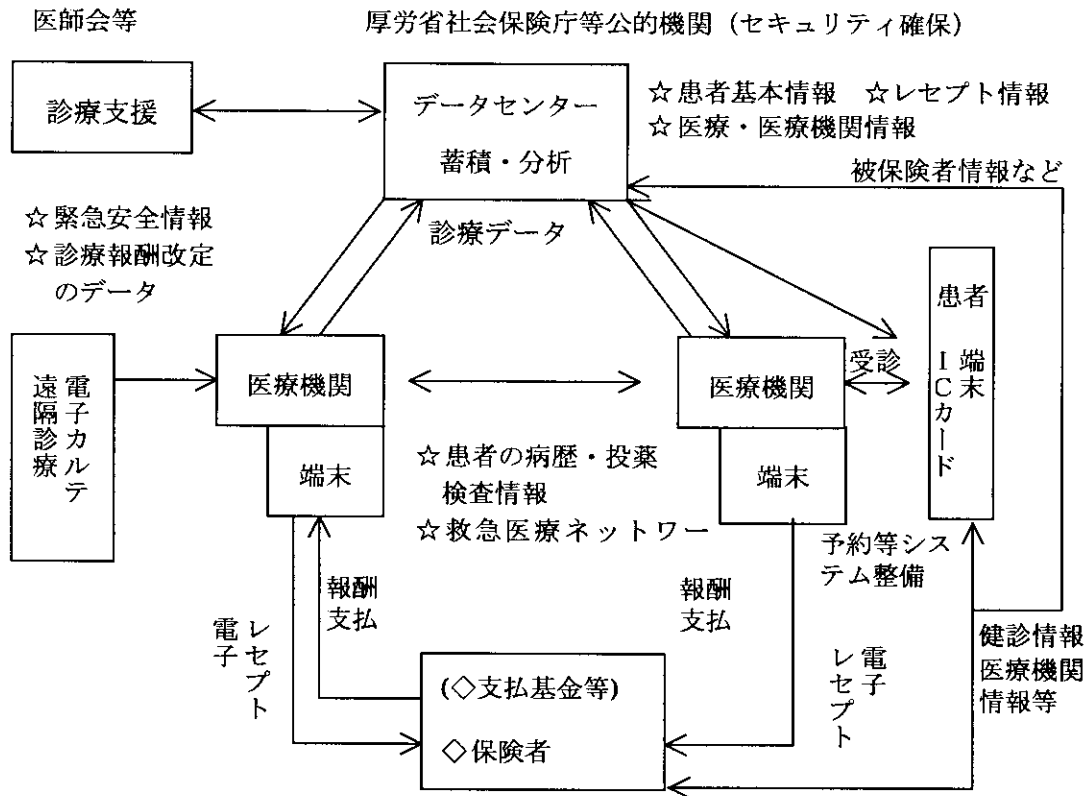 医師会等
厚労省社会保険庁等公的機関（セキュリティ確保）
診療支援
データセンター
蓄積・分析
☆患者基本情報　☆レセプト情報
☆医療・医療機関情報
被保険者情報など
☆緊急安全情報
☆診療報酬改定
のデータ
診療データ
患者
端末
ICカード
電子カルテ
遠隔診療
医療機関
医療機関
受診
端末
端末
☆患者の病歴・投薬
検査情報
☆救急医療ネットワー
予約等シス
テム整備
報酬
支払
報酬
支払
電子
レセプト
電子
レセプト
健診情報
医療機関
情報等
(◇支払基金等)
◇保険者